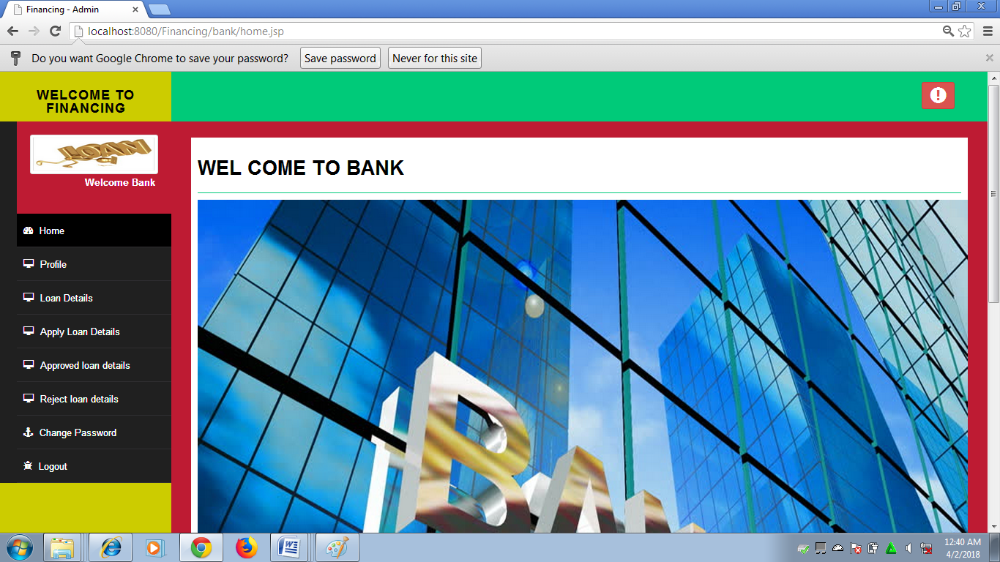 Financing - Admin
localhost:8080/Financing/bank/home.jsp
Do you want Google Chrome to save your password?
Save password
Never for this site
WELCOME TO
FINANCING
LOAN
Welcome Bank
WEL COME TO BANK
Home
Profile
Loan Details
Apply Loan Details
Approved loan details
Reject loan details
Change Password
Logout
BAN
12:40 AM
4/2/2018